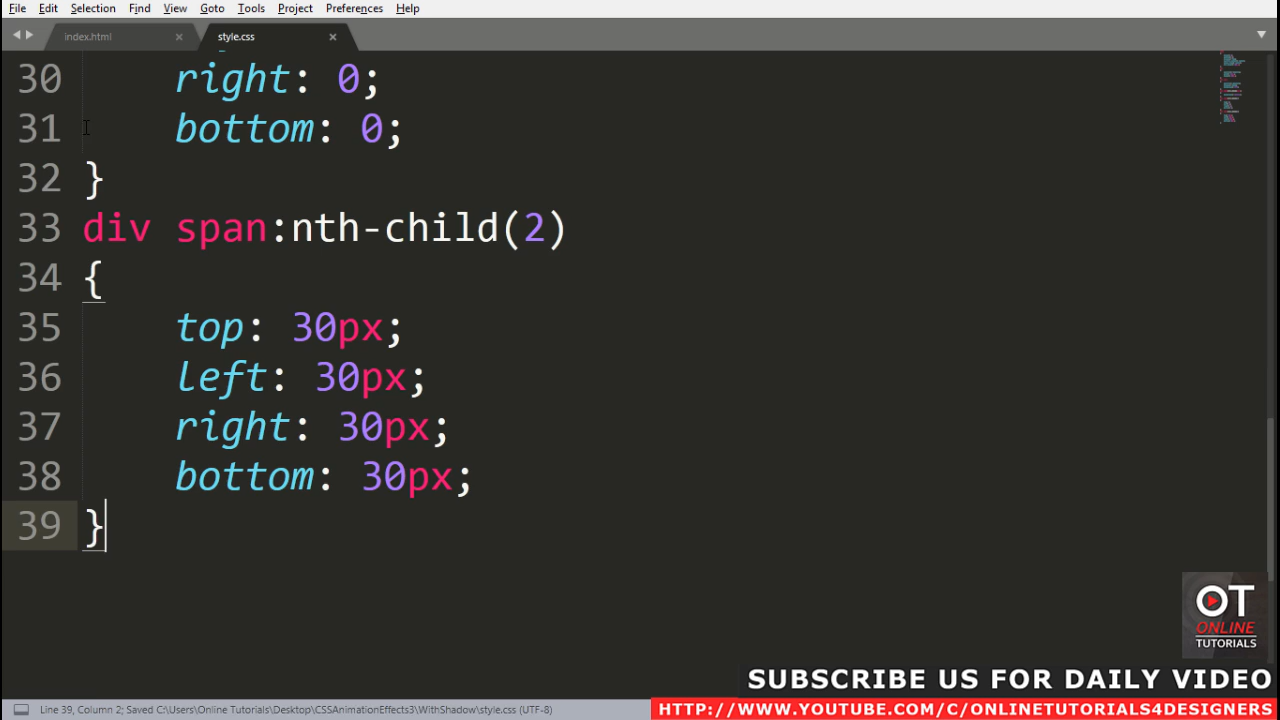 File Edit Selection Find View Goto Tools Project Preferences Help
index.html × style.css ×
30 right: 0;
31 bottom: 0;
32 }
33 div span:nth-child(2)
34 {
35 top: 30px;
36 left: 30px;
37 right: 30px;
38 bottom: 30px;
39 }
OT
ONLINE
TUTORIALS
SUBSCRIBE US FOR DAILY VIDEO
Line 39, Column 2; Saved C:\Users\Online Tutorials\Desktop\CSSAnimationEffects3\WithShadow\style.css (UTF-8)
HTTP://WWW.YOUTUBE.COM/C/ONLINETUTORIALS4DESIGNERS